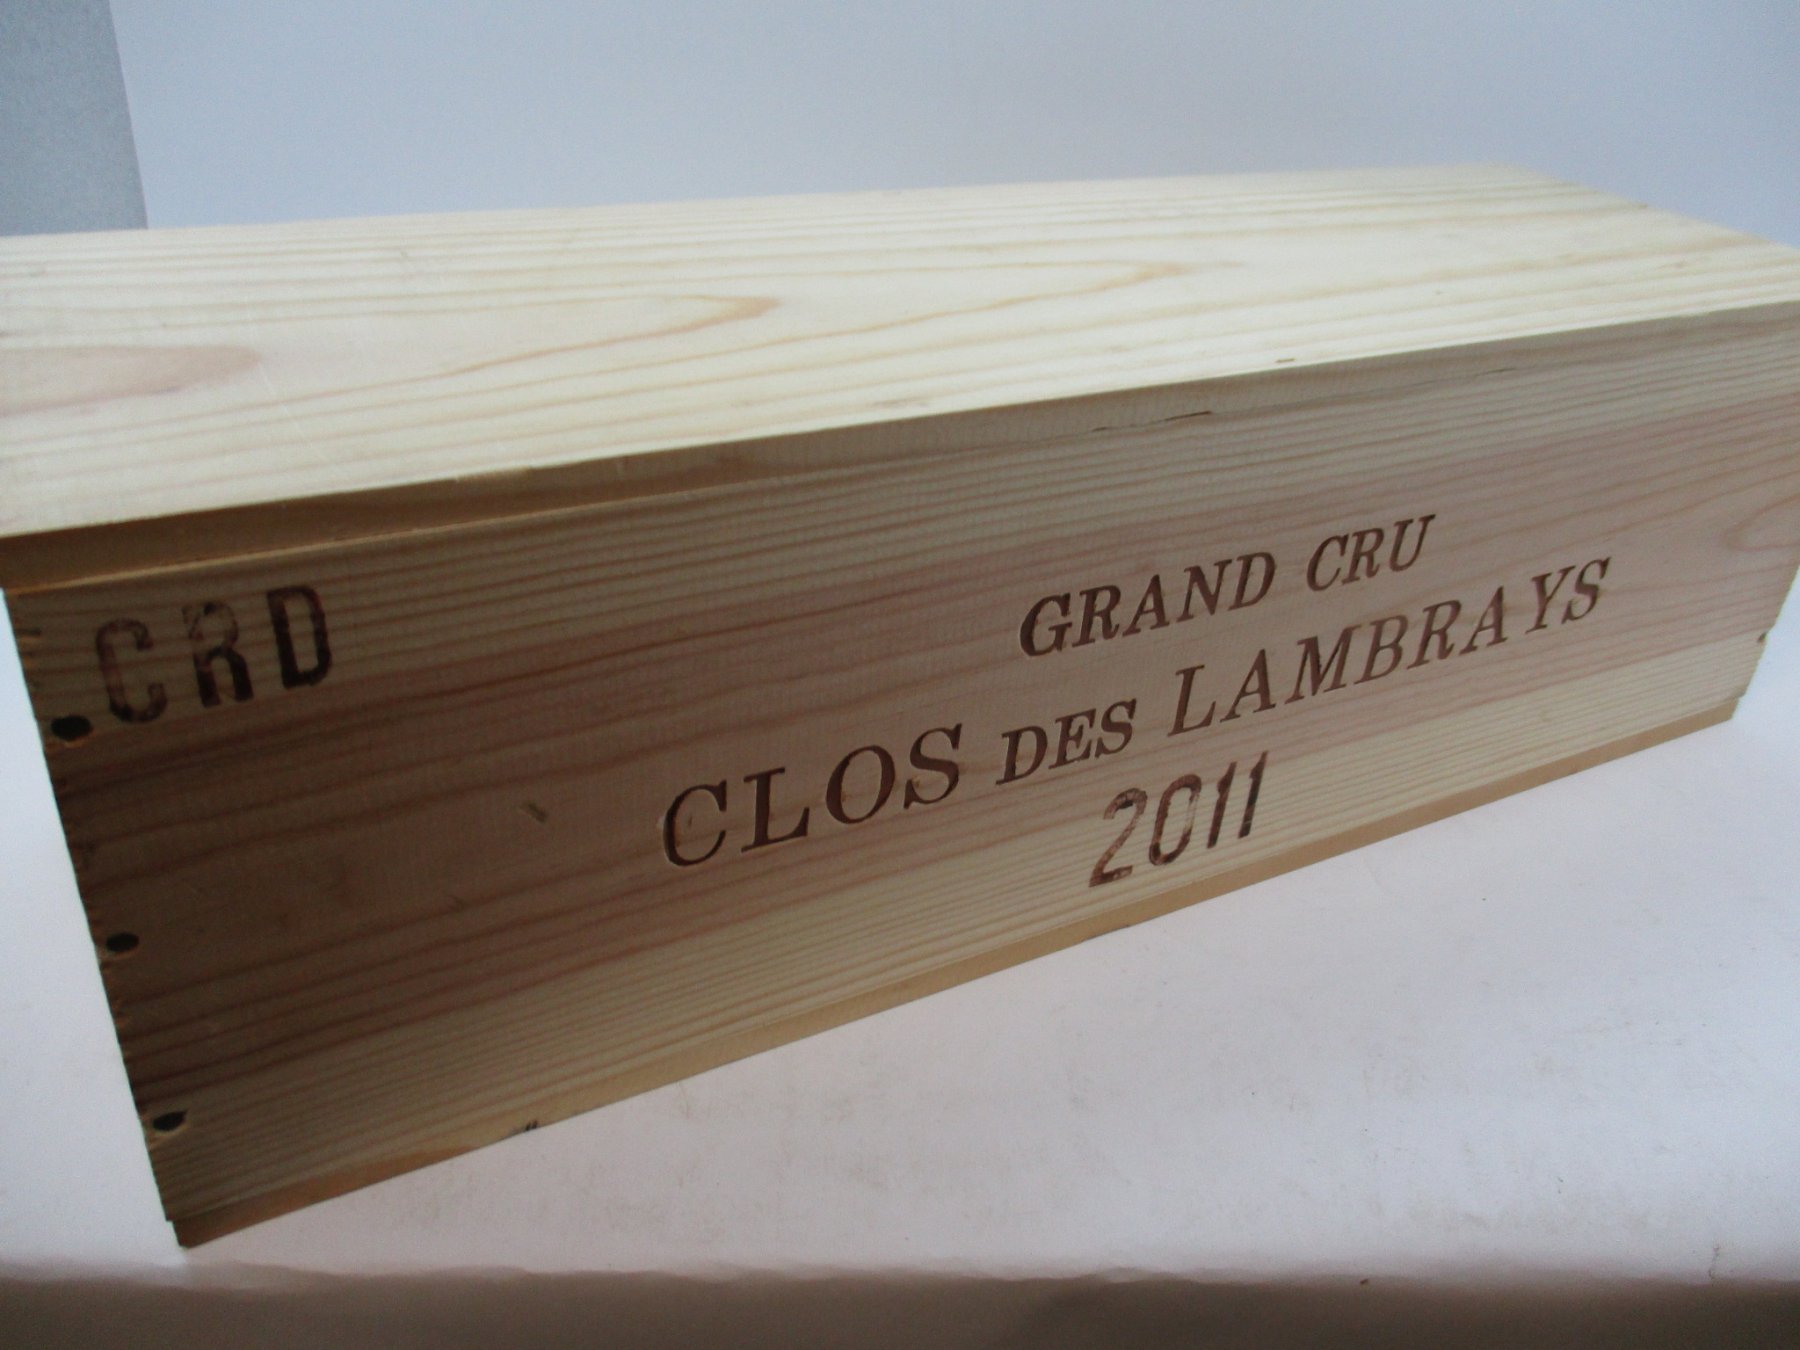 CRD
GRAND CRU
CLOS DES LAMBRAYS
2011